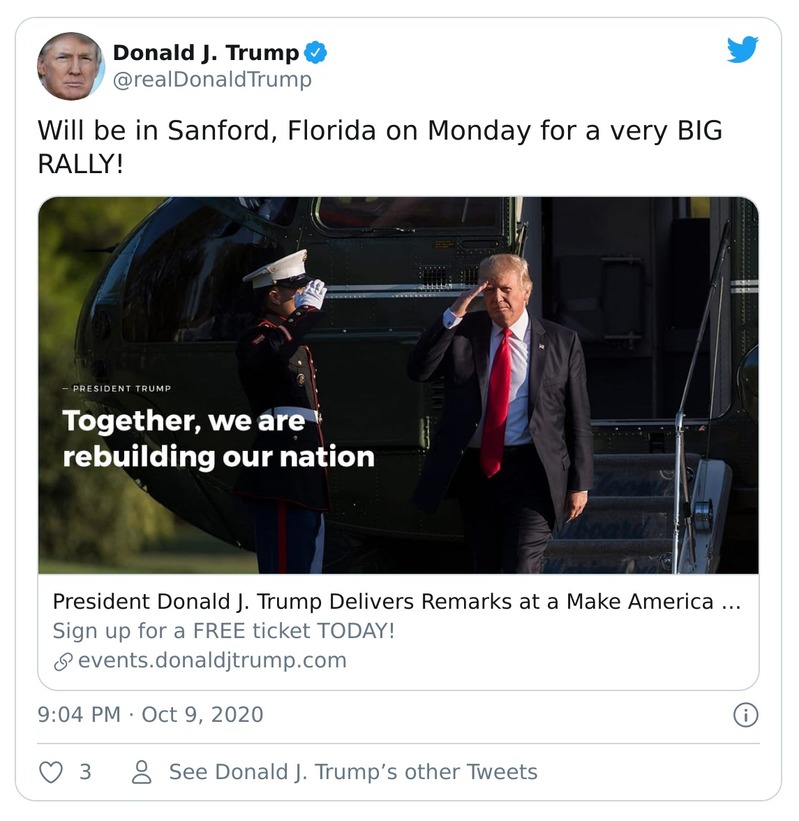 Donald J. Trump
@realDonaldTrump
Will be in Sanford, Florida on Monday for a very BIG
RALLY!
– PRESIDENT TRUMP
Together, we are
rebuilding our nation
President Donald J. Trump Delivers Remarks at a Make America ...
Sign up for a FREE ticket TODAY!
events.donaldjtrump.com
9:04 PM · Oct 9, 2020
3 See Donald J. Trump’s other Tweets